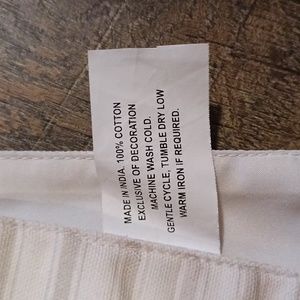 MADE IN INDIA. 100% COTTON
EXCLUSIVE OF DECORATION
MACHINE WASH COLD.
GENTLE CYCLE, TUMBLE DRY LOW
WARM IRON IF REQUIRED.